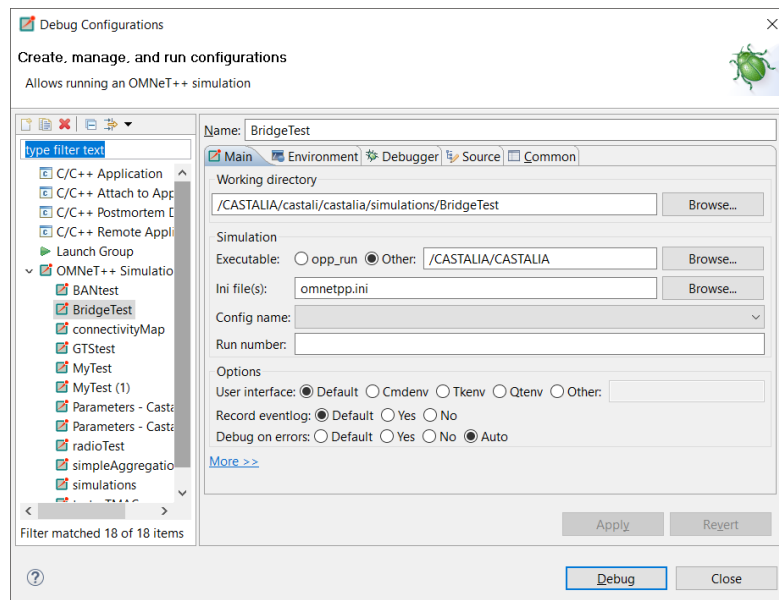 Debug Configurations
Create, manage, and run configurations
Allows running an OMNeT++ simulation
type filter text
C/C++ Application
C/C++ Attach to App
C/C++ Postmortem D
C/C++ Remote Appli
Launch Group
OMNeT++ Simulatio
BANtest
BridgeTest
connectivityMap
GTStest
MyTest
MyTest (1)
Parameters - Casta
Parameters - Casta
radioTest
simpleAggregatio
simulations
Filter matched 18 of 18 items
Name: BridgeTest
Main Environment Debugger Source Common
Working directory
/CASTALIA/castali/castalia/simulations/BridgeTest Browse...
Simulation
Executable: opp_run Other: /CASTALIA/CASTALIA Browse...
Ini file(s): omnetpp.ini Browse...
Config name:
Run number:
Options
User interface: Default Cmdenv Tkenv Qtenv Other:
Record eventlog: Default Yes No
Debug on errors: Default Yes No Auto
More >>
Apply Revert
Debug Close